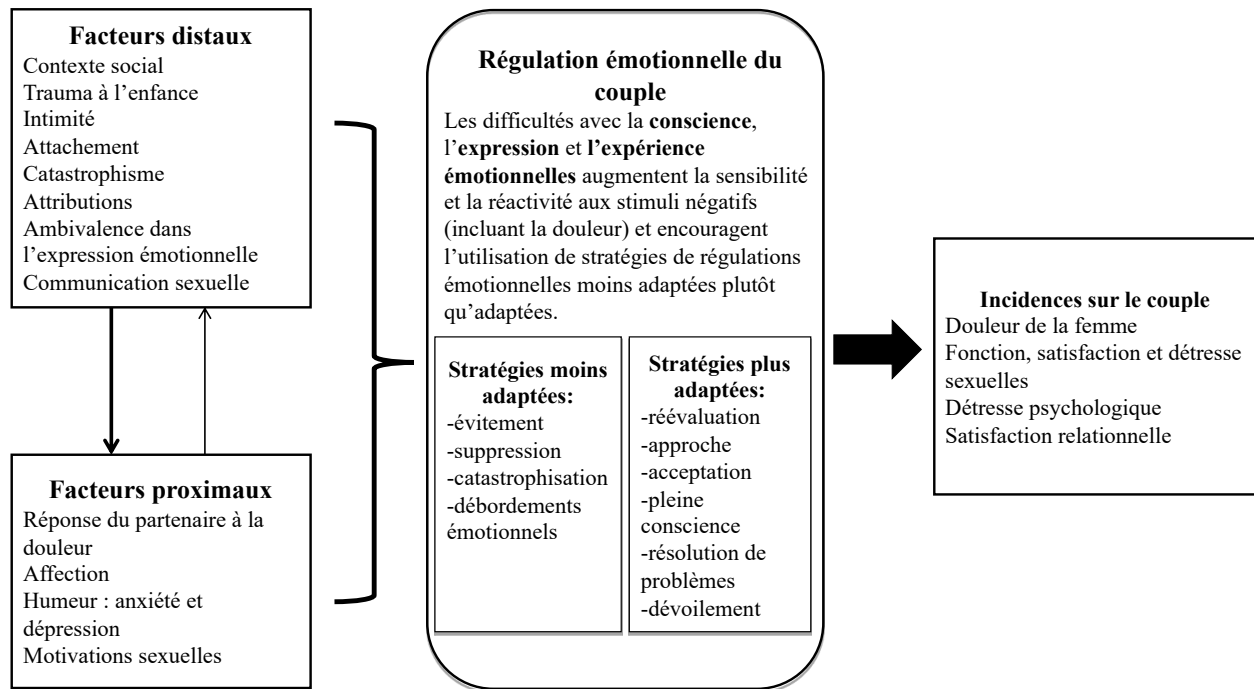 Facteurs distaux
Contexte social
Trauma à l’enfance
Intimité
Attachement
Catastrophisme
Attributions
Ambivalence dans
l’expression émotionnelle
Communication sexuelle
Facteurs proximaux
Réponse du partenaire à la
douleur
Affection
Humeur : anxiété et
dépression
Motivations sexuelles
Régulation émotionnelle du
couple
Les difficultés avec la conscience,
l’expression et l’expérience
émotionnelles augmentent la sensibilité
et la réactivité aux stimuli négatifs
(incluant la douleur) et encouragent
l’utilisation de stratégies de régulations
émotionnelles moins adaptées plutôt
qu’adaptées.
Stratégies moins
adaptées:
-évitement
-suppression
-catastrophisation
-débordements
émotionnels
Stratégies plus
adaptées:
-réévaluation
-approche
-acceptation
-pleine
conscience
-résolution de
problèmes
-dévoilement
Incidences sur le couple
Douleur de la femme
Fonction, satisfaction et détresse
sexuelles
Détresse psychologique
Satisfaction relationnelle